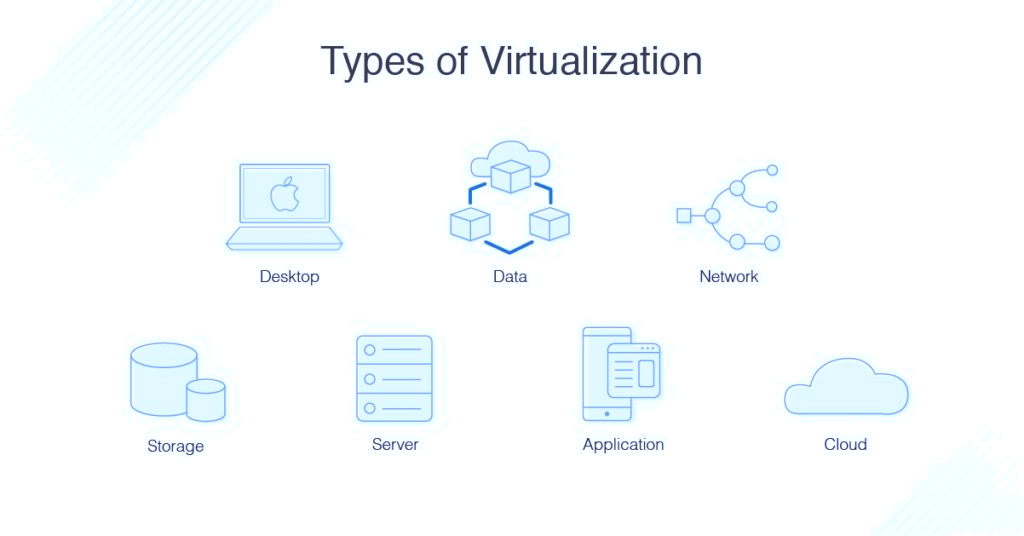 Types of Virtualization
Desktop
Data
Network
Storage
Server
Application
Cloud